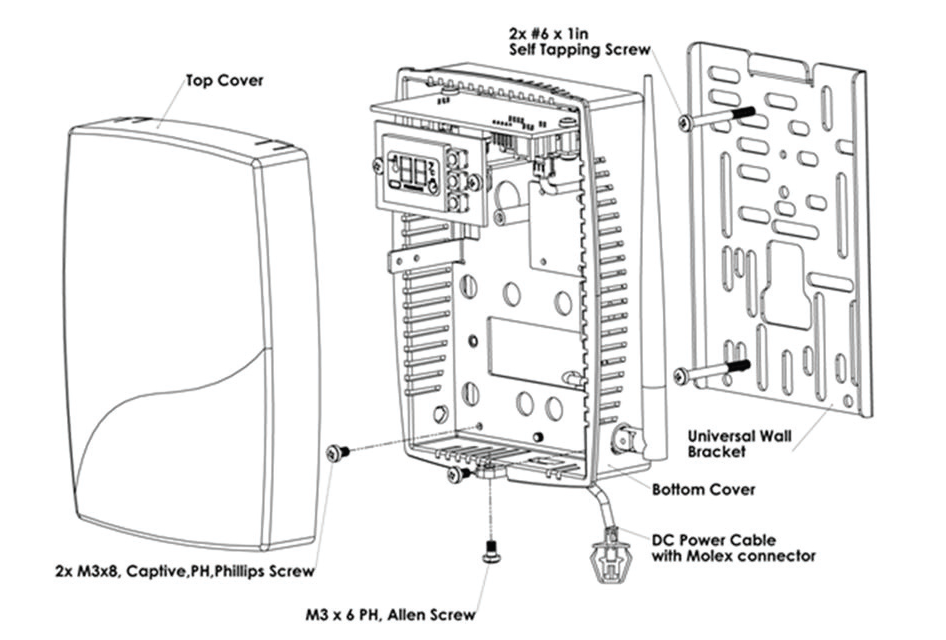 2x #6 x 1in
Self Tapping Screw
Top Cover
Universal Wall
Bracket
Bottom Cover
DC Power Cable
with Molex connector
2x M3x8, Captive,PH,Phillips Screw
M3 x 6 PH, Allen Screw